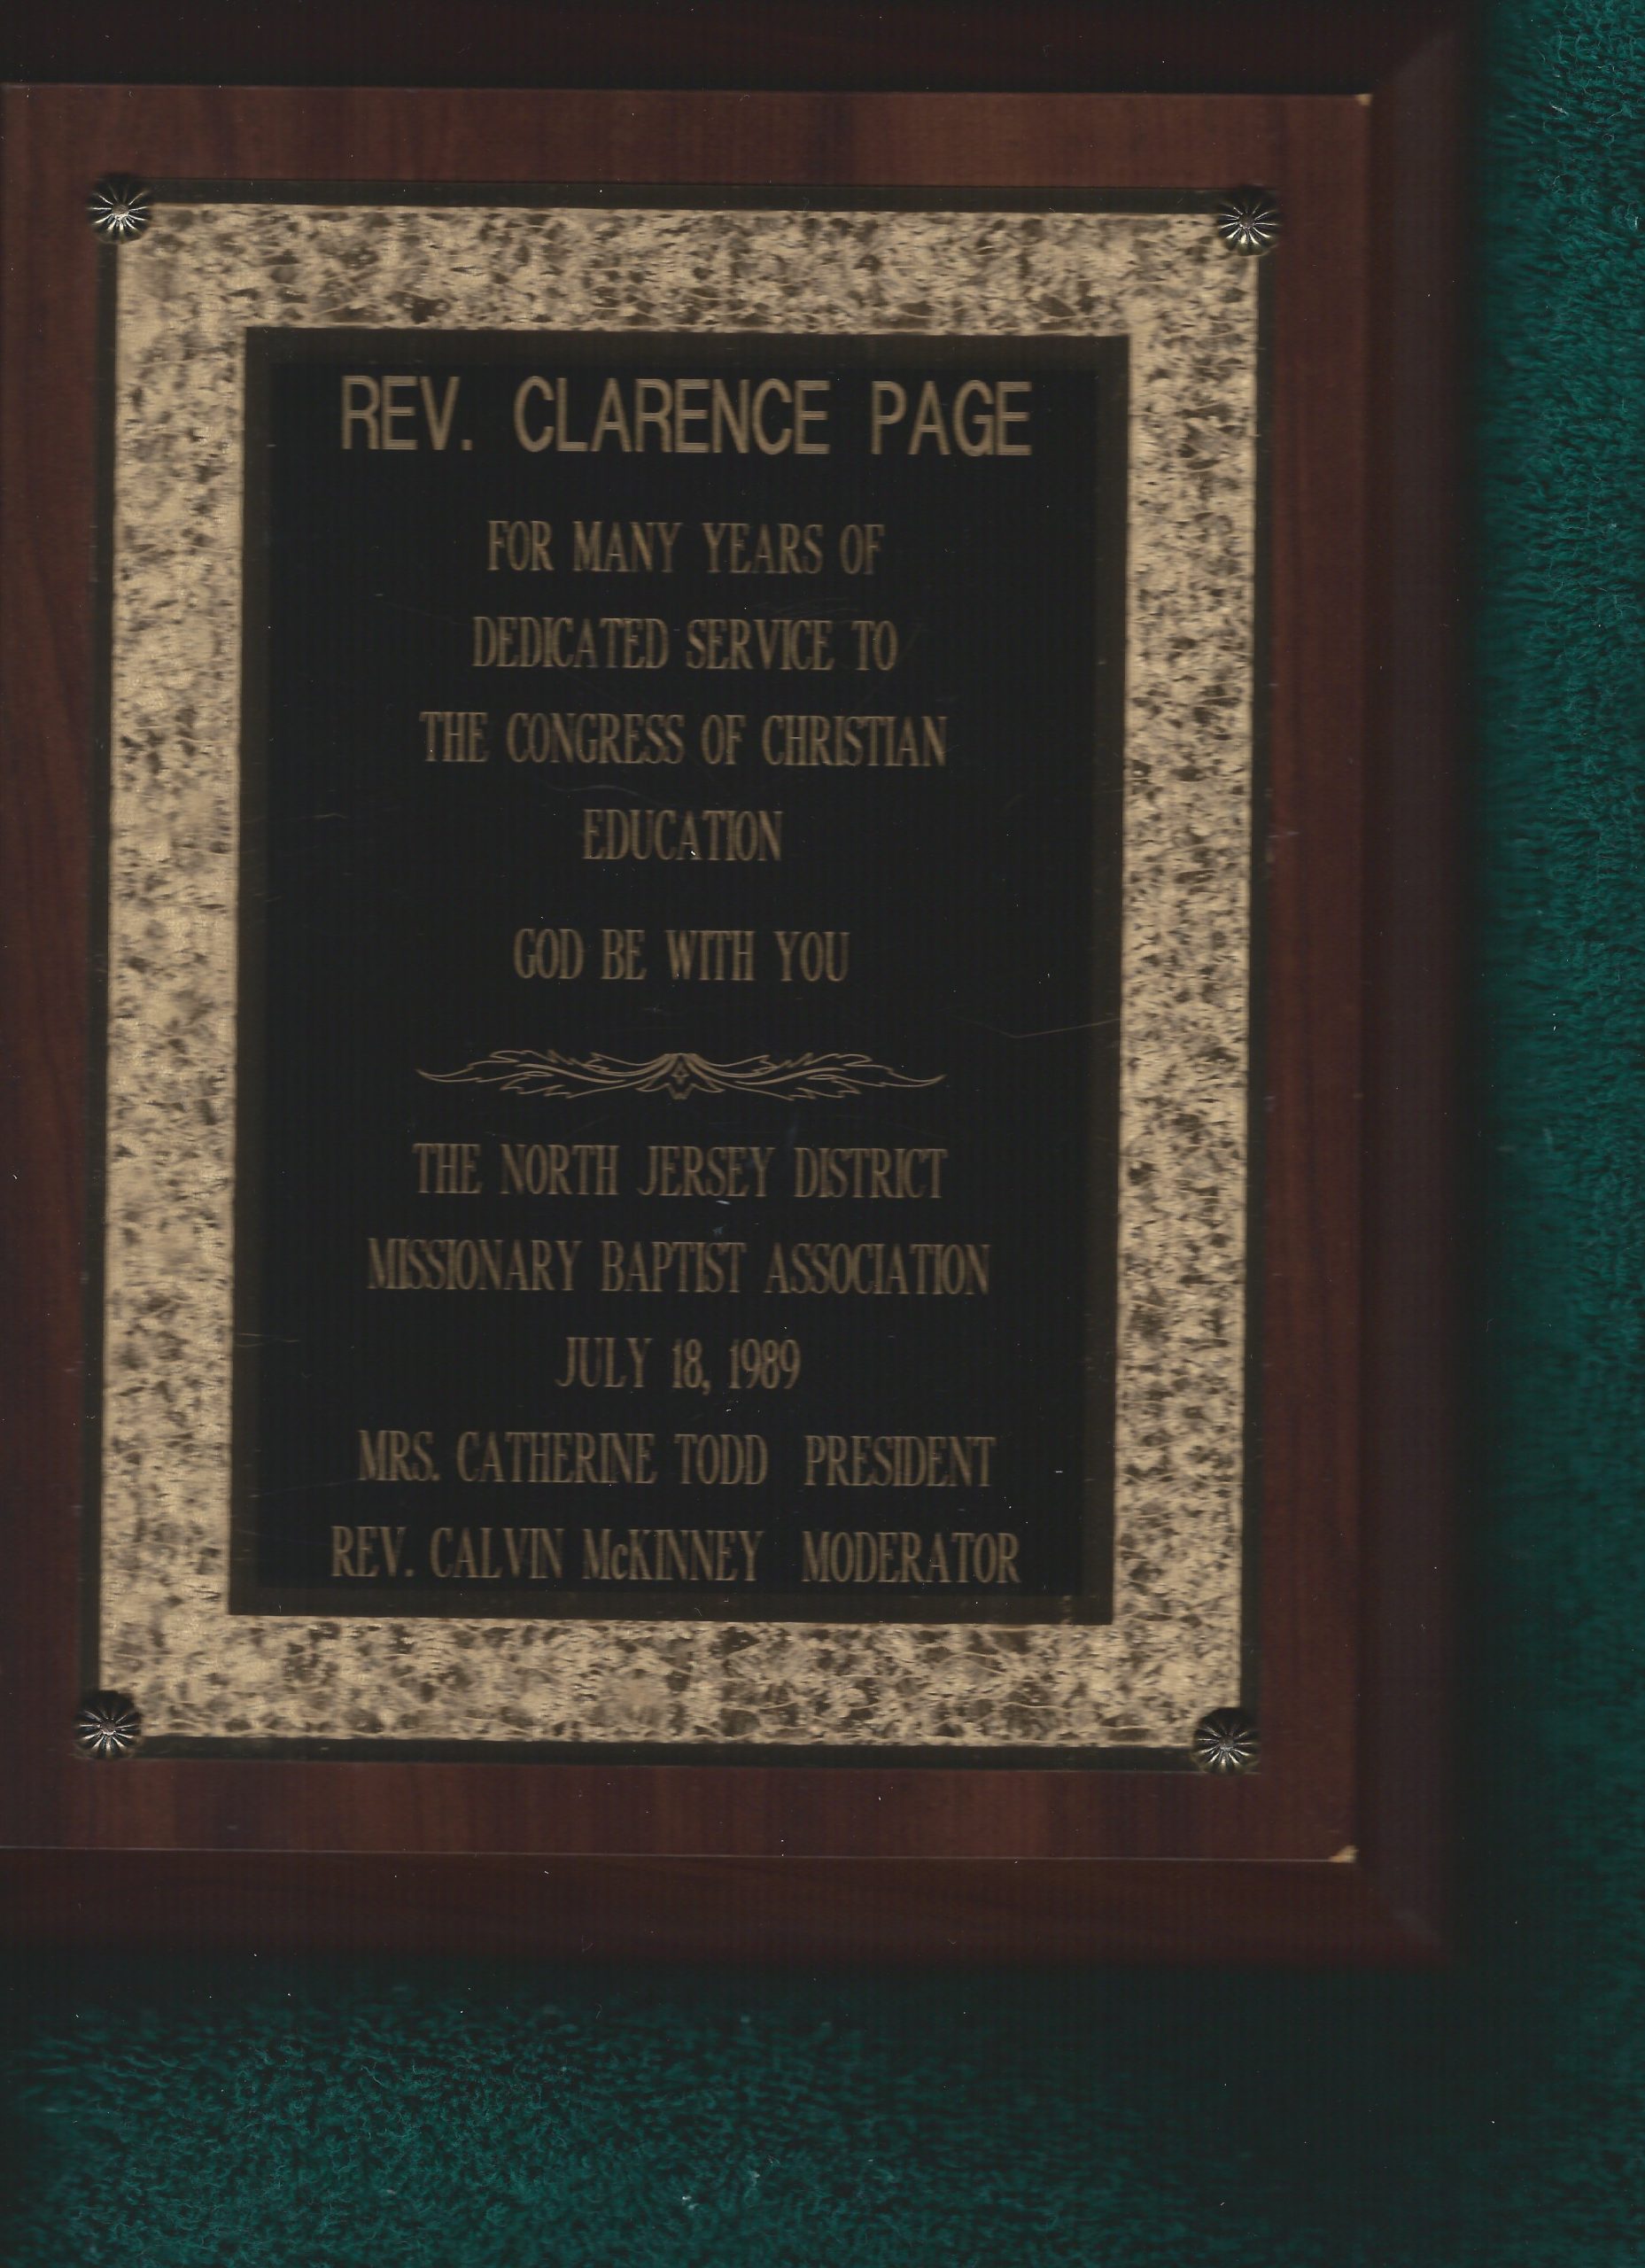 REV. CLARENCE PAGE
FOR MANY YEARS OF
DEDICATED SERVICE TO
THE CONGRESS OF CHRISTIAN
EDUCATION
GOD BE WITH YOU
THE NORTH JERSEY DISTRICT
MISSIONARY BAPTIST ASSOCIATION
JULY 18, 1989
MRS. CATHERINE TODD PRESIDENT
REV. CALVIN McKINNEY MODERATOR